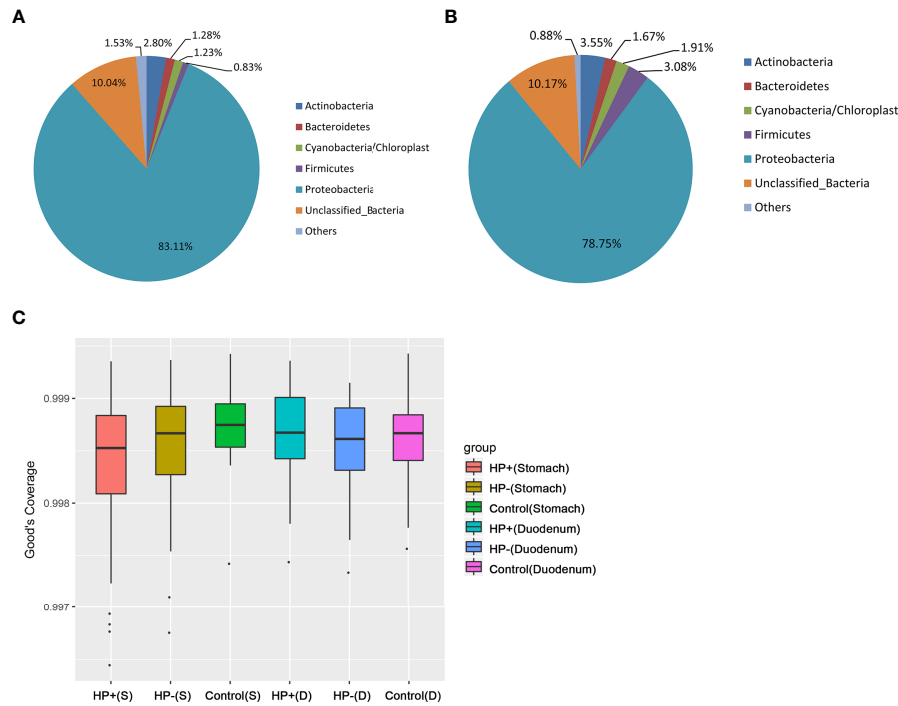 A
1.53%
2.80%
1.28%
1.23%
0.83%
10.04%
83.11%
Actinobacteria
Bacteroidetes
Cyanobacteria/Chloroplast
Firmicutes
Proteobacteria
Unclassified_Bacteria
Others
B
0.88%
3.55%
1.67%
1.91%
3.08%
10.17%
78.75%
Actinobacteria
Bacteroidetes
Cyanobacteria/Chloroplast
Firmicutes
Proteobacteria
Unclassified_Bacteria
Others
C
Good's Coverage
0.999
0.998
0.997
HP+(S)
HP-(S)
Control(S)
HP+(D)
HP-(D)
Control(D)
group
HP+(Stomach)
HP-(Stomach)
Control(Stomach)
HP+(Duodenum)
HP-(Duodenum)
Control(Duodenum)